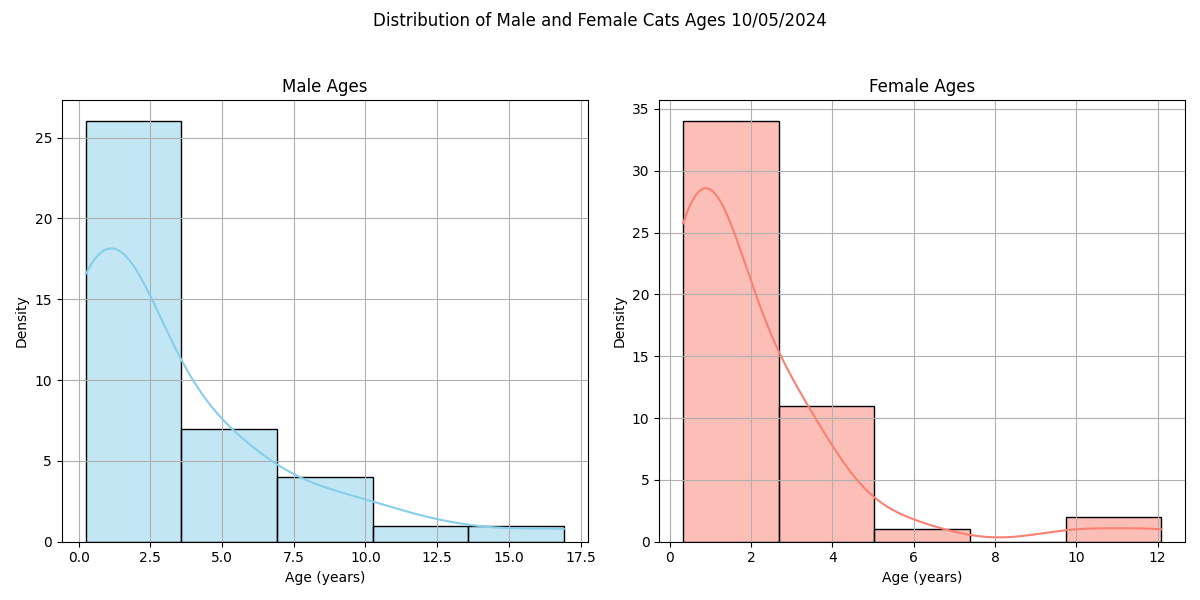 Distribution of Male and Female Cats Ages 10/05/2024
Male Ages
Density
25
20
15
10
5
0
0.0 2.5 5.0 7.5 10.0 12.5 15.0 17.5
Age (years)
Female Ages
Density
35
30
25
20
15
10
5
0
0 2 4 6 8 10 12
Age (years)